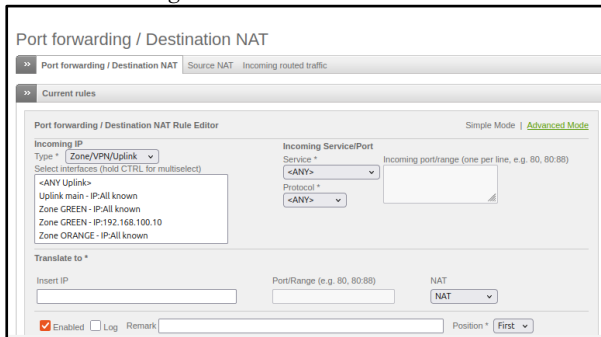 Port forwarding / Destination NAT
» Port forwarding / Destination NAT Source NAT Incoming routed traffic
» Current rules
Port forwarding / Destination NAT Rule Editor Simple Mode | Advanced Mode
Incoming IP
Type * Zone/VPN/Uplink
Select interfaces (hold CTRL for multiselect)
<ANY Uplink>
Uplink main - IP:All known
Zone GREEN - IP:All known
Zone GREEN - IP:192.168.100.10
Zone ORANGE - IP:All known
Incoming Service/Port
Service * Incoming port/range (one per line, e.g. 80, 80:88)
<ANY>
Protocol *
<ANY>
Translate to *
Insert IP Port/Range (e.g. 80, 80:88) NAT
NAT
Enabled Log Remark Position * First